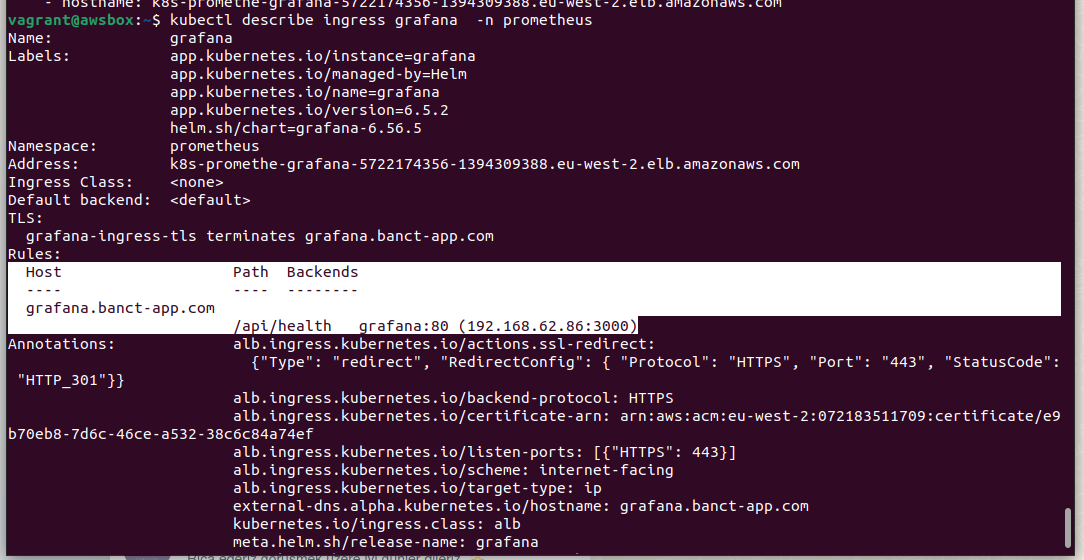 - hostname: k8s-promethe-grafana-5722174356-1394309388.eu-west-2.elb.amazonaws.com
vagrant@awsbox:~$ kubectl describe ingress grafana  -n prometheus
Name:             grafana
Labels:           app.kubernetes.io/instance=grafana
                  app.kubernetes.io/managed-by=Helm
                  app.kubernetes.io/name=grafana
                  app.kubernetes.io/version=6.5.2
                  helm.sh/chart=grafana-6.56.5
Namespace:        prometheus
Address:          k8s-promethe-grafana-5722174356-1394309388.eu-west-2.elb.amazonaws.com
Ingress Class:    <none>
Default backend:  <default>
TLS:
  grafana-ingress-tls terminates grafana.banct-app.com
Rules:
  Host                   Path  Backends
  ----                   ----  --------
  grafana.banct-app.com
                         /api/health   grafana:80 (192.168.62.86:3000)
Annotations:             alb.ingress.kubernetes.io/actions.ssl-redirect:
                           {"Type": "redirect", "RedirectConfig": { "Protocol": "HTTPS", "Port": "443", "StatusCode":
 "HTTP_301"}}
                         alb.ingress.kubernetes.io/backend-protocol: HTTPS
                         alb.ingress.kubernetes.io/certificate-arn: arn:aws:acm:eu-west-2:072183511709:certificate/e9
b70eb8-7d6c-46ce-a532-38c6c84a74ef
                         alb.ingress.kubernetes.io/listen-ports: [{"HTTPS": 443}]
                         alb.ingress.kubernetes.io/scheme: internet-facing
                         alb.ingress.kubernetes.io/target-type: ip
                         external-dns.alpha.kubernetes.io/hostname: grafana.banct-app.com
                         kubernetes.io/ingress.class: alb
                         meta.helm.sh/release-name: grafana